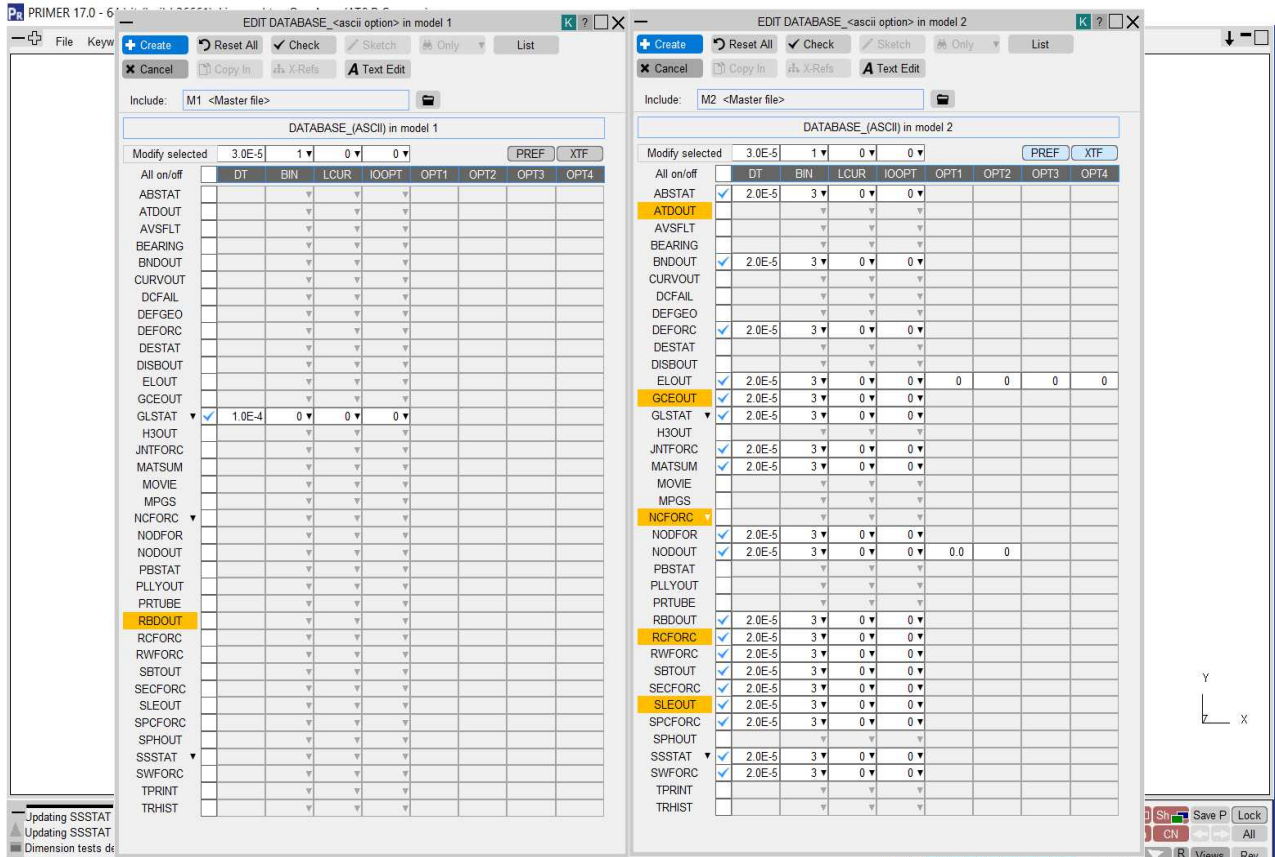 PRIMER 17.0 - 6
File Keyw
EDIT DATABASE_<ascii option> in model 1
K ?
Create Reset All Check Sketch Only List
Cancel Copy In X-Refs A Text Edit
Include: M1 <Master file>
DATABASE_(ASCII) in model 1
Modify selected 3.0E-5 1 0 0 PREF XTF
All on/off DT BIN LCUR IOOPT OPT1 OPT2 OPT3 OPT4
ABSTAT
ATDOUT
AVSFLT
BEARING
BNDOUT
CURVOUT
DCFAIL
DEFGEO
DEFORC
DESTAT
DISBOUT
ELOUT
GCEOUT
GLSTAT 1.0E-4 0 0 0
H3OUT
JNTFORC
MATSUM
MOVIE
MPGS
NCFORC
NODFOR
NODOUT
PBSTAT
PLLYOUT
PRTUBE
RBDOUT
RCFORC
RWFORC
SBTOUT
SECFORC
SLEOUT
SPCFORC
SPHOUT
SSSTAT
SWFORC
TPRINT
TRHIST
EDIT DATABASE_<ascii option> in model 2
K ?
Create Reset All Check Sketch Only List
Cancel Copy In X-Refs A Text Edit
Include: M2 <Master file>
DATABASE_(ASCII) in model 2
Modify selected 3.0E-5 1 0 0 PREF XTF
All on/off DT BIN LCUR IOOPT OPT1 OPT2 OPT3 OPT4
ABSTAT 2.0E-5 3 0 0
ATDOUT
AVSFLT
BEARING
BNDOUT 2.0E-5 3 0 0
CURVOUT
DCFAIL
DEFGEO
DEFORC 2.0E-5 3 0 0
DESTAT
DISBOUT
ELOUT 2.0E-5 3 0 0 0 0 0 0
GCEOUT 2.0E-5 3 0 0
GLSTAT 2.0E-5 3 0 0
H3OUT
JNTFORC 2.0E-5 3 0 0
MATSUM 2.0E-5 3 0 0
MOVIE
MPGS
NCFORC
NODFOR 2.0E-5 3 0 0
NODOUT 2.0E-5 3 0 0 0.0 0
PBSTAT
PLLYOUT
PRTUBE
RBDOUT 2.0E-5 3 0 0
RCFORC 2.0E-5 3 0 0
RWFORC 2.0E-5 3 0 0
SBTOUT 2.0E-5 3 0 0
SECFORC 2.0E-5 3 0 0
SLEOUT 2.0E-5 3 0 0
SPCFORC 2.0E-5 3 0 0
SPHOUT
SSSTAT 2.0E-5 3 0 0
SWFORC 2.0E-5 3 0 0
TPRINT
TRHIST
Y
Z X
Updating SSSTAT
Updating SSSTAT
Dimension tests de
Sh Save P Lock
CN All
R Views Rev